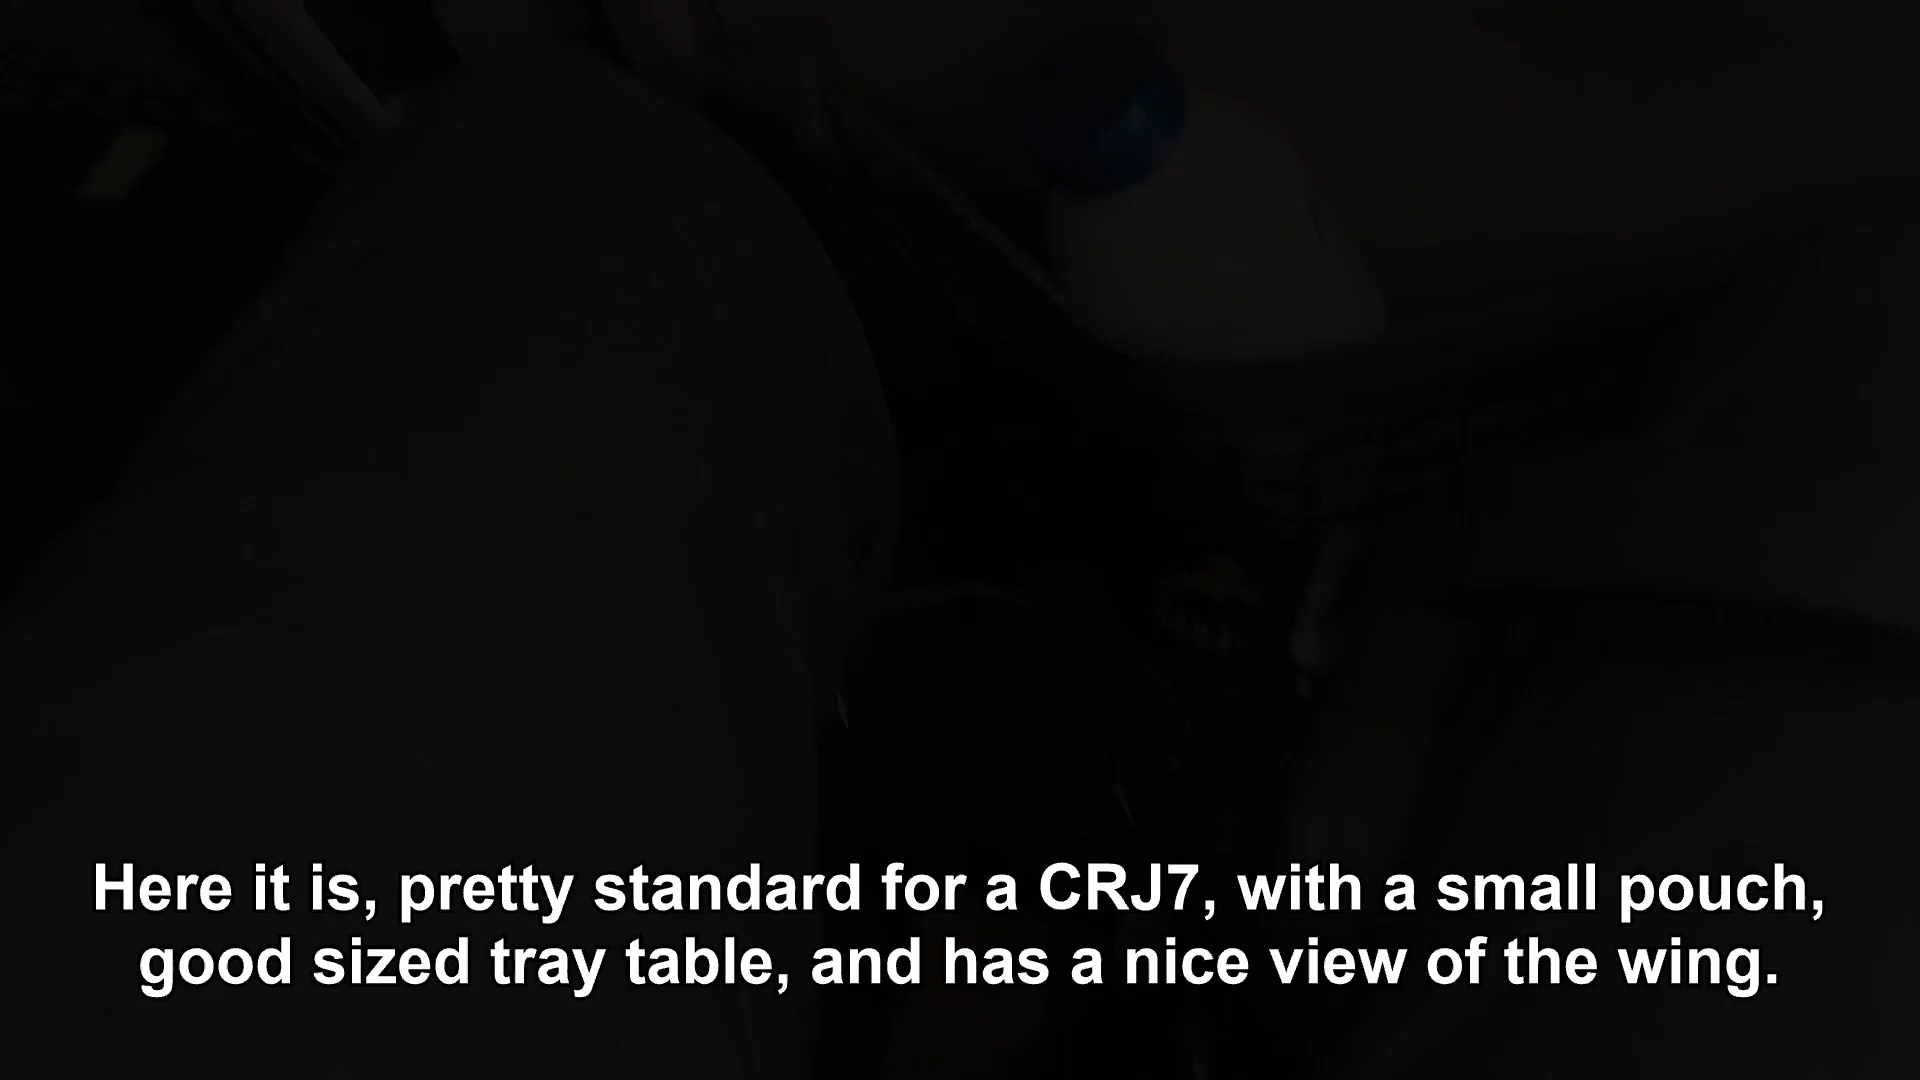 Here it is, pretty standard for a CRJ7, with a small pouch,
good sized tray table, and has a nice view of the wing.